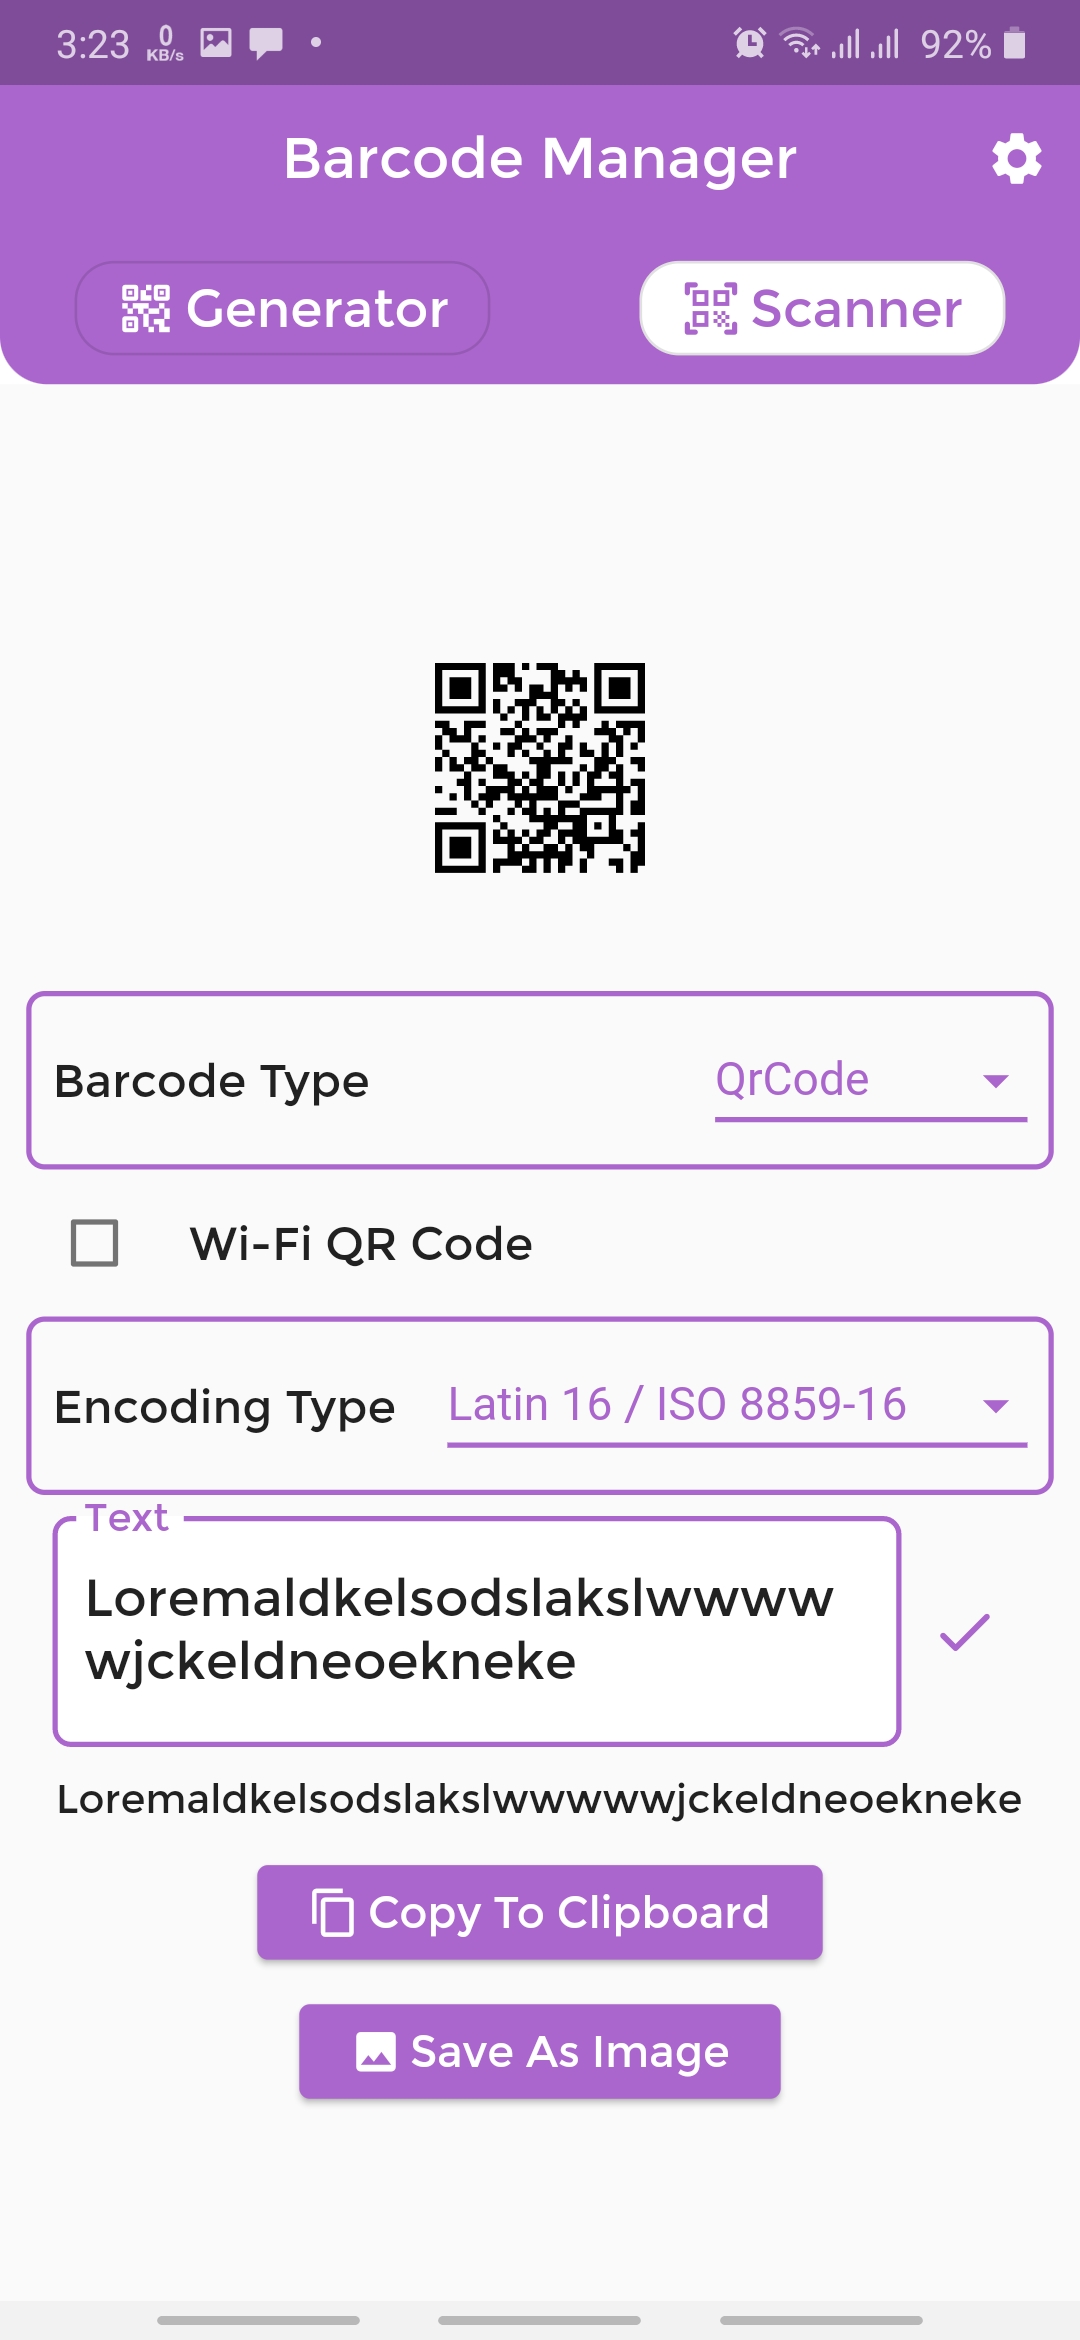 3:23 0 KB/s 92%
Barcode Manager
Generator Scanner
Barcode Type QrCode
Wi-Fi QR Code
Encoding Type Latin 16 / ISO 8859-16
Text
Loremaldkelsodslakslwwww
wjckeldneoekneke
Loremaldkelsodslakslwwwwwjckeldneoekneke
Copy To Clipboard
Save As Image